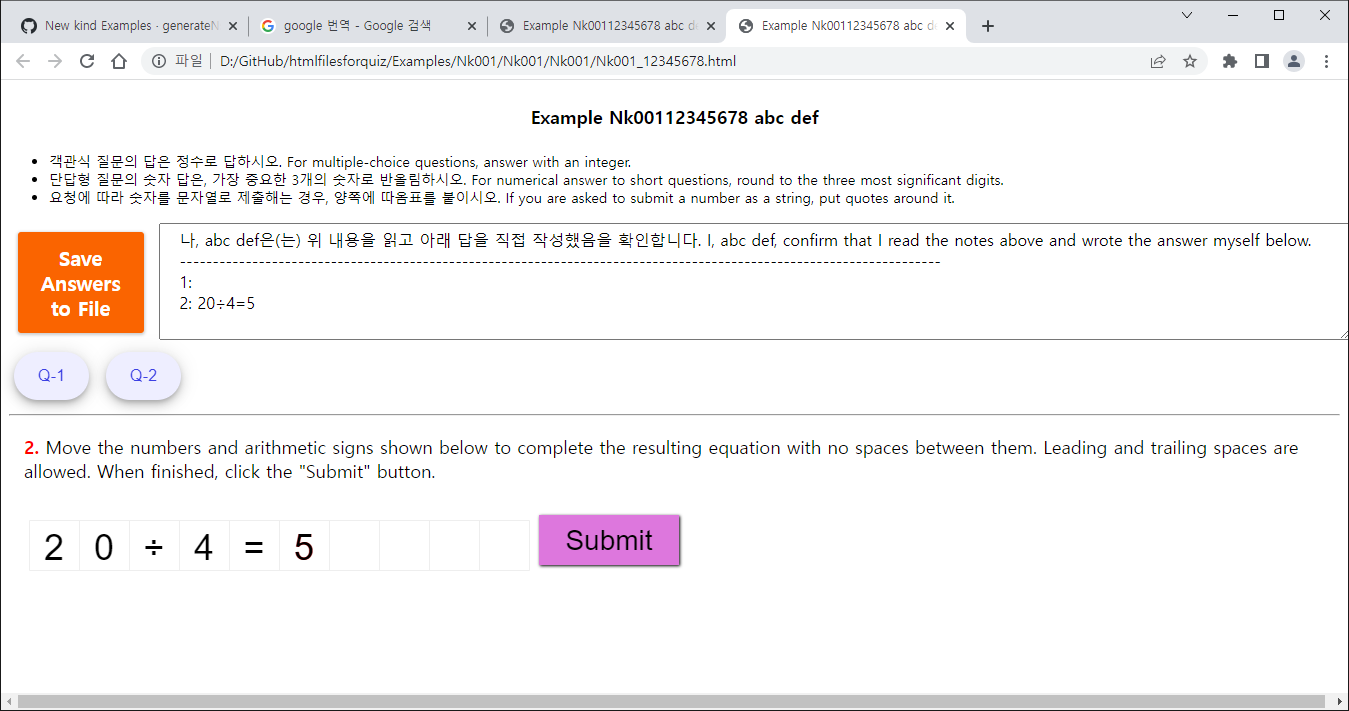 New kind Examples · generateN
google 번역 - Google 검색
Example Nk00112345678 abc de
Example Nk00112345678 abc de
파일 D:/GitHub/htmlfilesforquiz/Examples/Nk001/Nk001/Nk001/Nk001_12345678.html
Example Nk00112345678 abc def
• 객관식 질문의 답은 정수로 답하시오. For multiple-choice questions, answer with an integer.
• 단답형 질문의 숫자 답은, 가장 중요한 3개의 숫자로 반올림하시오. For numerical answer to short questions, round to the three most significant digits.
• 요청에 따라 숫자를 문자열로 제출해는 경우, 양쪽에 따옴표를 붙이시오. If you are asked to submit a number as a string, put quotes around it.
Save
Answers
to File
나, abc def은(는) 위 내용을 읽고 아래 답을 직접 작성했음을 확인합니다. I, abc def, confirm that I read the notes above and wrote the answer myself below.
--------------------------------------------------------------------------------------------------------------------
1:
2: 20÷4=5
Q-1 Q-2
2. Move the numbers and arithmetic signs shown below to complete the resulting equation with no spaces between them. Leading and trailing spaces are
allowed. When finished, click the "Submit" button.
2 0 ÷ 4 = 5 Submit